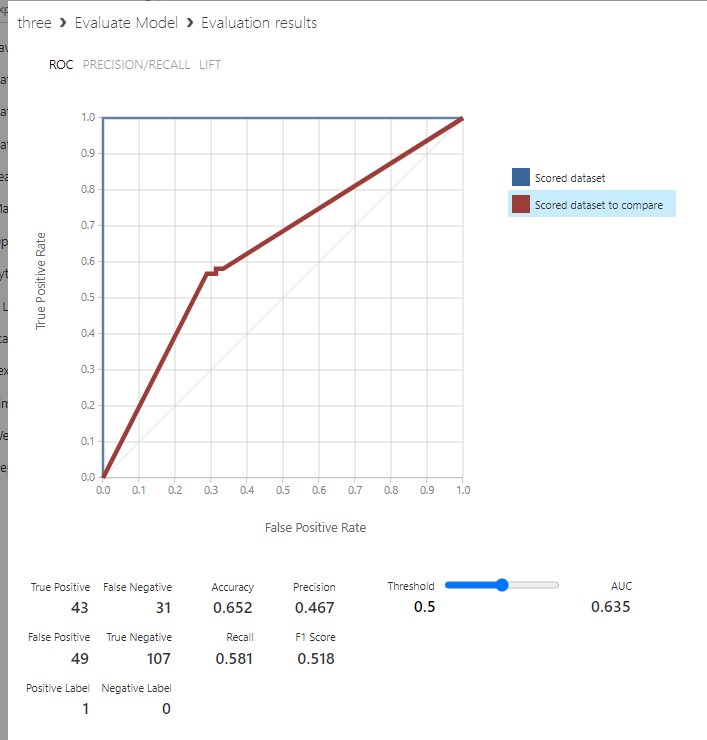 three > Evaluate Model > Evaluation results
ROC PRECISION/RECALL LIFT
1.0
0.9
0.8
0.7
0.6
0.5
0.4
0.3
0.2
0.1
0.0
True Positive Rate
0.0 0.1 0.2 0.3 0.4 0.5 0.6 0.7 0.8 0.9 1.0
False Positive Rate
Scored dataset
Scored dataset to compare
True Positive False Negative Accuracy Precision Threshold AUC
43 31 0.652 0.467 0.5 0.635
False Positive True Negative Recall F1 Score
49 107 0.581 0.518
Positive Label Negative Label
1 0